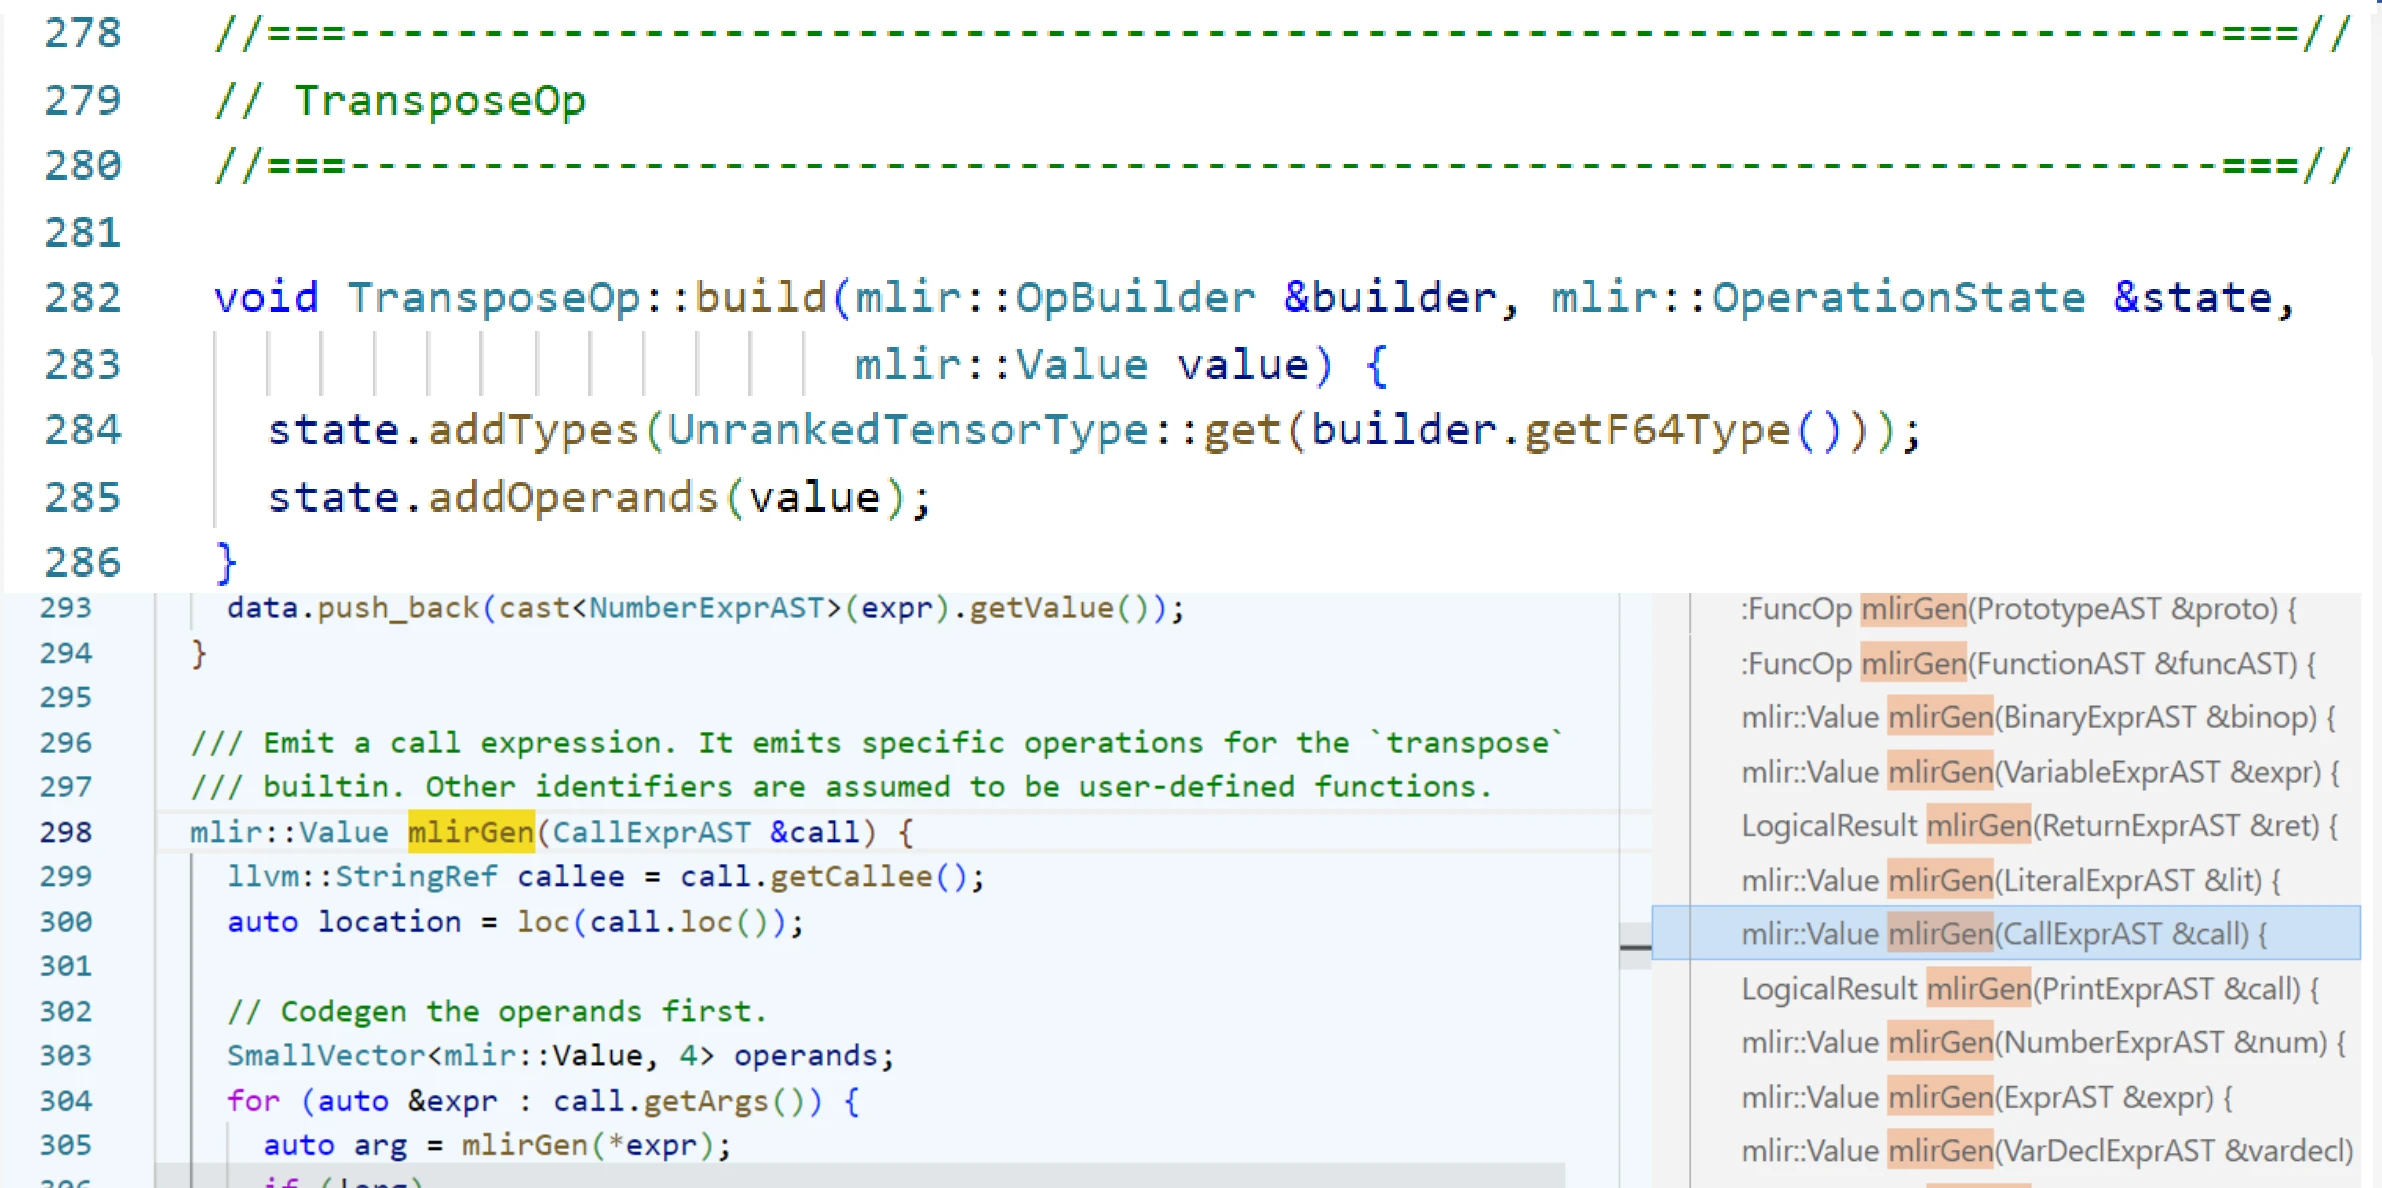 278 //===----------------------------------------------------------------------===//
279 // TransposeOp
280 //===----------------------------------------------------------------------===//
281
282 void TransposeOp::build(mlir::OpBuilder &builder, mlir::OperationState &state,
283 mlir::Value value) {
284 state.addTypes(UnrankedTensorType::get(builder.getF64Type()));
285 state.addOperands(value);
286 }
293 data.push_back(cast<NumberExprAST>(expr).getValue());
294 }
295
296 /// Emit a call expression. It emits specific operations for the `transpose`
297 /// builtin. Other identifiers are assumed to be user-defined functions.
298 mlir::Value mlirGen(CallExprAST &call) {
299 llvm::StringRef callee = call.getCallee();
300 auto location = loc(call.loc());
301
302 // Codegen the operands first.
303 SmallVector<mlir::Value, 4> operands;
304 for (auto &expr : call.getArgs()) {
305 auto arg = mlirGen(*expr);
:FuncOp mlirGen(PrototypeAST &proto) {
:FuncOp mlirGen(FunctionAST &funcAST) {
mlir::Value mlirGen(BinaryExprAST &binop) {
mlir::Value mlirGen(VariableExprAST &expr) {
LogicalResult mlirGen(ReturnExprAST &ret) {
mlir::Value mlirGen(LiteralExprAST &lit) {
mlir::Value mlirGen(CallExprAST &call) {
LogicalResult mlirGen(PrintExprAST &call) {
mlir::Value mlirGen(NumberExprAST &num) {
mlir::Value mlirGen(ExprAST &expr) {
mlir::Value mlirGen(VarDeclExprAST &vardecl)